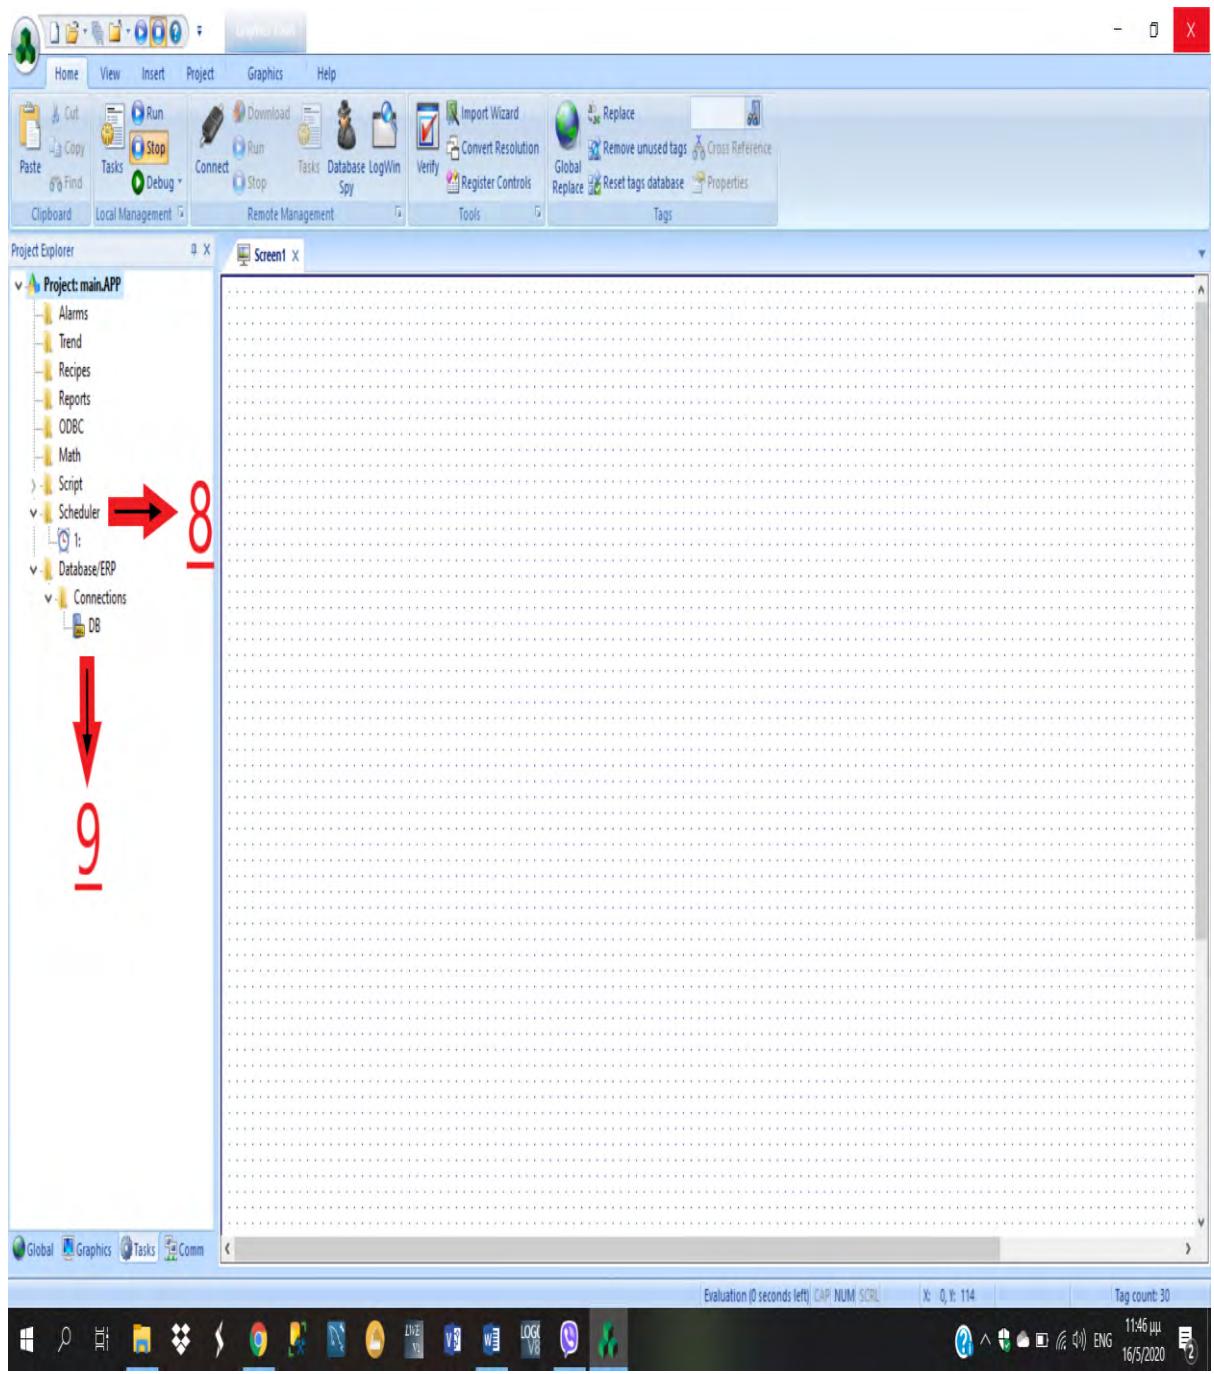 Home View Insert Project Graphics Help
Paste Cut Copy Find Clipboard
Tasks Run Stop Debug Local Management
Connect Download Run Stop Tasks Database Spy LogWin Remote Management
Verify Import Wizard Convert Resolution Register Controls Tools
Global Replace Replace Remove unused tags Reset tags database Cross Reference Properties Tags
Project Explorer X
Screen1 X
Project: main.APP
Alarms
Trend
Recipes
Reports
ODBC
Math
Script
Scheduler
8
1:
Database/ERP
Connections
DB
9
Global Graphics Tasks Comm
Evaluation (0 seconds left) CAP NUM SCRL X: 0, Y: 114 Tag count: 30
ENG 11:46 μμ
16/5/2020
2